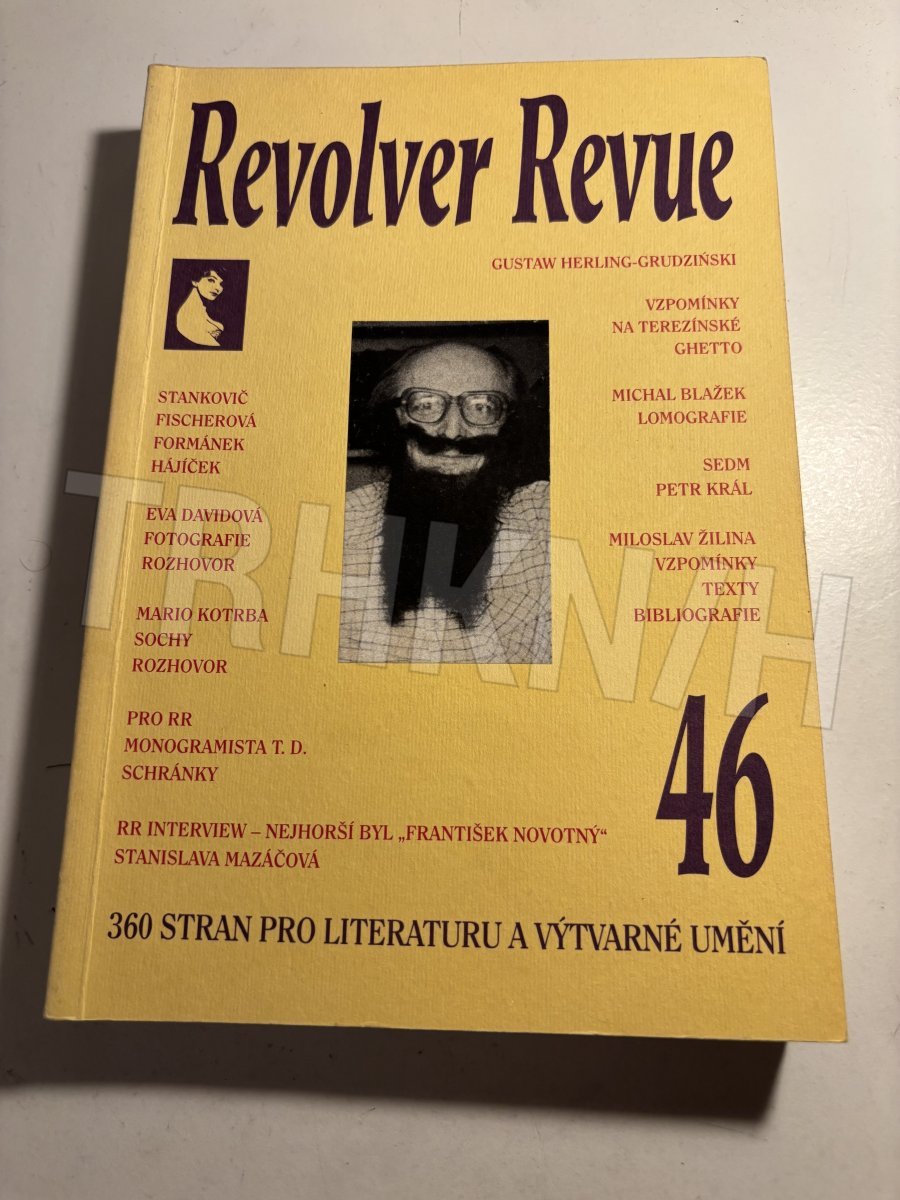 Revolver Revue
GUSTAW HERLING-GRUDZIŃSKI
VZPOMÍNKY
NA TEREZÍNSKÉ
GHETTO
MICHAL BLAŽEK
LOMOGRAFIE
SEDM
PETR KRÁL
MILOSLAV ŽILINA
VZPOMÍNKY
TEXTY
BIBLIOGRAFIE
STANKOVIČ
FISCHEROVÁ
FORMÁNEK
HÁJÍČEK
EVA DAVIDOVÁ
FOTOGRAFIE
ROZHOVOR
MARIO KOTRBA
SOCHY
ROZHOVOR
PRO RR
MONOGRAMISTA T. D.
SCHRÁNKY
46
RR INTERVIEW – NEJHORŠÍ BYL „FRANTIŠEK NOVOTNÝ“
STANISLAVA MAZÁČOVÁ
360 STRAN PRO LITERATURU A VÝTVARNÉ UMĚNÍ
TRHKNIH